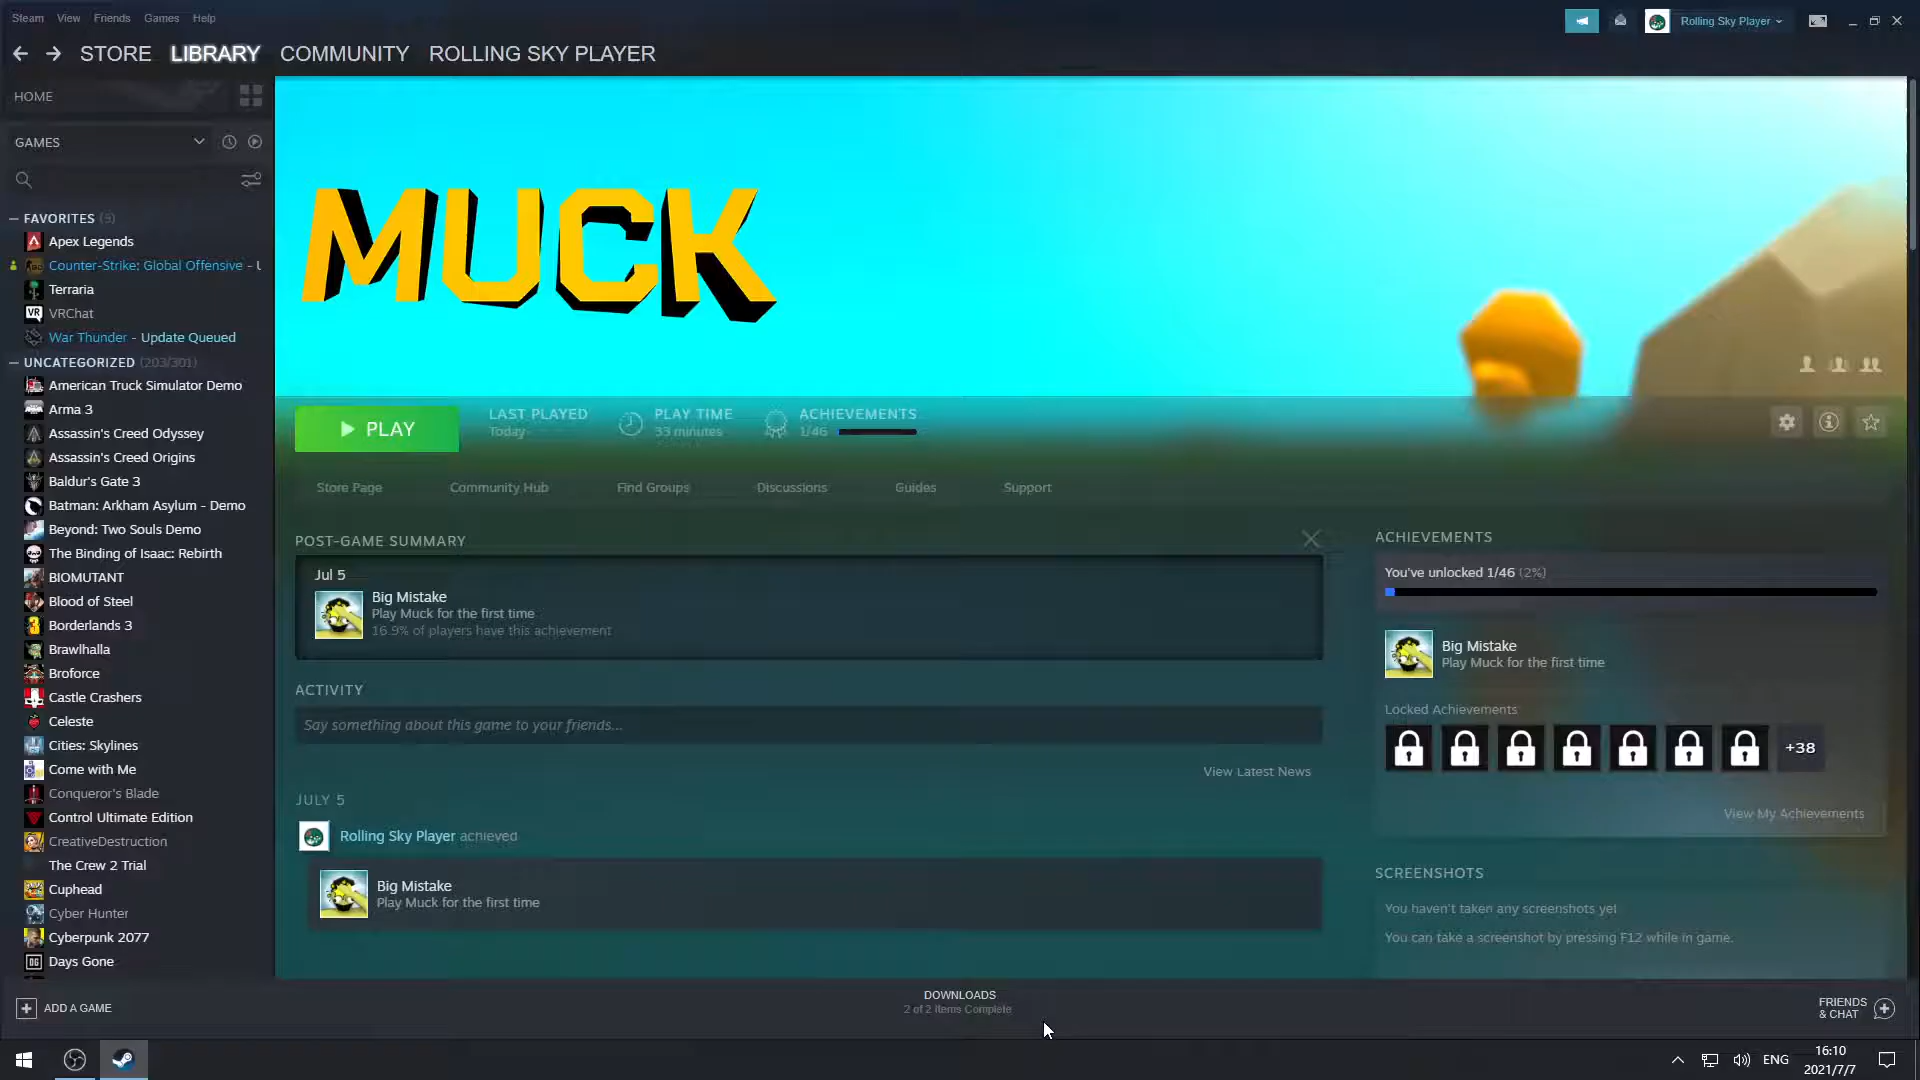 Steam View Friends Games Help
Rolling Sky Player
STORE LIBRARY COMMUNITY ROLLING SKY PLAYER
HOME
GAMES
FAVORITES
Apex Legends
Counter-Strike: Global Offensive - U
Terraria
VR VRChat
War Thunder - Update Queued
UNCATEGORIZED (203/301)
American Truck Simulator Demo
Arma 3
Assassin's Creed Odyssey
Assassin's Creed Origins
Baldur's Gate 3
Batman: Arkham Asylum - Demo
Beyond: Two Souls Demo
The Binding of Isaac: Rebirth
BIOMUTANT
Blood of Steel
Borderlands 3
Brawlhalla
Broforce
Castle Crashers
Celeste
Cities: Skylines
Come with Me
Conqueror's Blade
Control Ultimate Edition
CreativeDestruction
The Crew 2 Trial
Cuphead
Cyber Hunter
Cyberpunk 2077
DG Days Gone
ADD A GAME
MUCK
PLAY
LAST PLAYED
Today
PLAY TIME
33 minutes
ACHIEVEMENTS
1/46
Store Page Community Hub Find Groups Discussions Guides Support
POST-GAME SUMMARY
Jul 5
Big Mistake
Play Muck for the first time
16.9% of players have this achievement
ACTIVITY
Say something about this game to your friends...
View Latest News
JULY 5
Rolling Sky Player achieved
Big Mistake
Play Muck for the first time
ACHIEVEMENTS
You've unlocked 1/46 (2%)
Big Mistake
Play Muck for the first time
Locked Achievements
+38
View My Achievements
SCREENSHOTS
You haven't taken any screenshots yet
You can take a screenshot by pressing F12 while in game.
DOWNLOADS
2 of 2 Items Complete
FRIENDS
& CHAT
ENG
16:10
2021/7/7